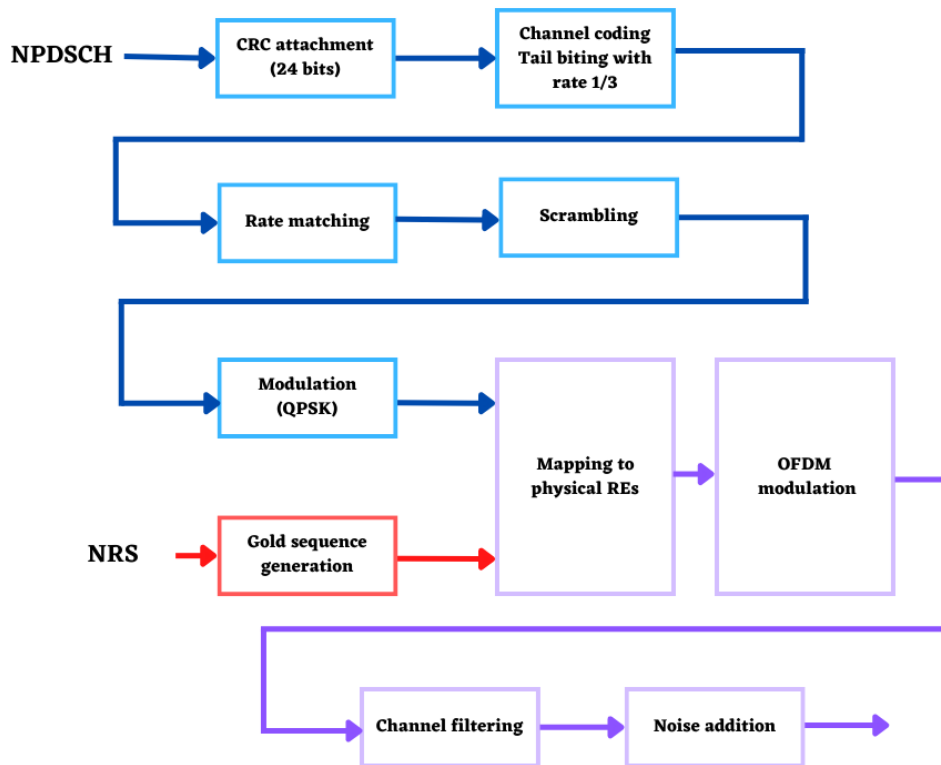 NPDSCH
CRC attachment
(24 bits)
Channel coding
Tail biting with
rate 1/3
Rate matching
Scrambling
Modulation
(QPSK)
Mapping to
physical REs
OFDM
modulation
NRS
Gold sequence
generation
Channel filtering
Noise addition